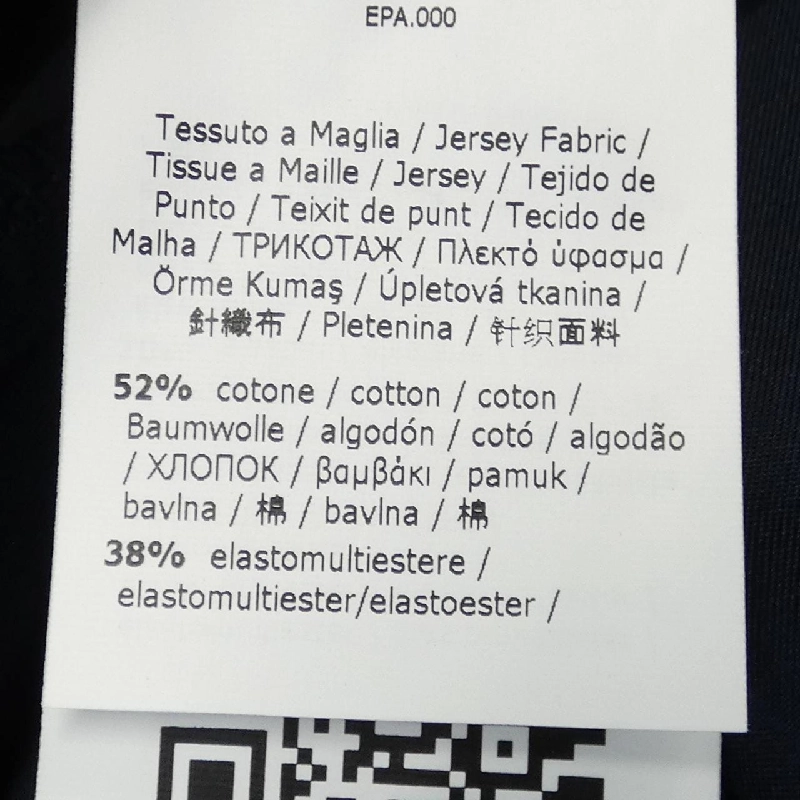 EPA.000
Tessuto a Maglia / Jersey Fabric /
Tissue a Maille / Jersey / Tejido de
Punto / Teixit de punt / Tecido de
Malha / ТРИКОТАЖ / Πλεκτό ύφασμα /
Örme Kumaş / Úpletová tkanina /
針織布 / Pletenina / 针织面料
52% cotone / cotton / coton /
Baumwolle / algodón / cotó / algodão
/ ХЛОПОК / βαμβάκι / pamuk /
bavlna / 棉 / bavlna / 棉
38% elastomultiestere /
elastomultiester/elastoester /